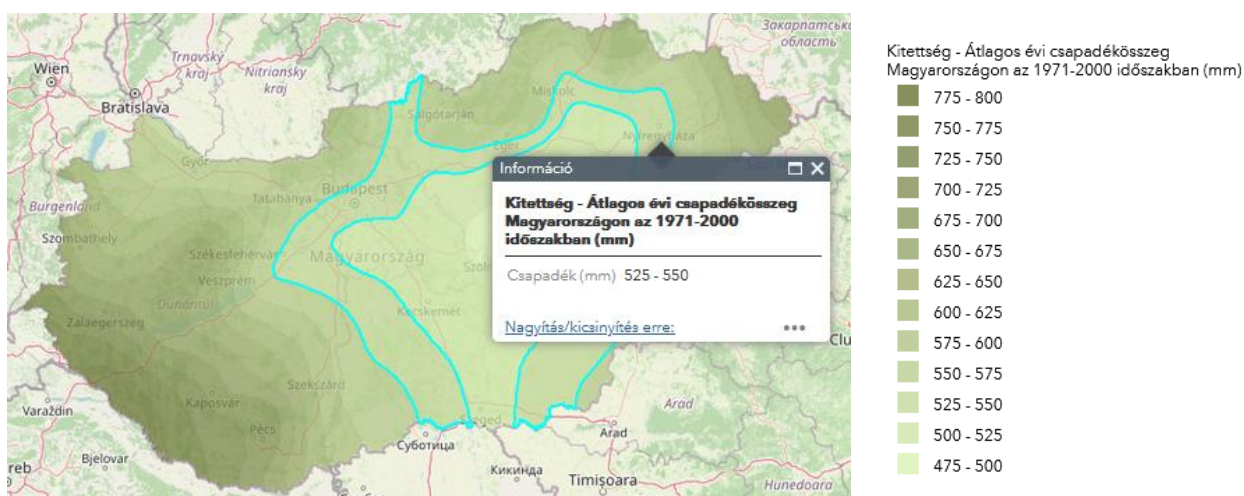 Закарпатська
область
Trnavský
kraj
Nitriansky
kraj
Wien
Bratislava
Miskolc
Salgótarján
Nyíregyháza
Eger
Győr
Budapest
Tatabánya
Burgenland
Szombathely
Székesfehérvár
Magyarország
Veszprém
Dunántúl
Zalaegerszeg
Kecskemét
Szekszárd
Kaposvár
Pécs
Szeged
Varaždin
Bjelovar
Суботица
Кикинда
Arad
Arad
Timișoara
Hunedoara
Információ
Kitettség - Átlagos évi csapadékösszeg
Magyarországon az 1971-2000
időszakban (mm)
Csapadék (mm) 525 - 550
Nagyítás/kicsinyítés erre:
Kitettség - Átlagos évi csapadékösszeg
Magyarországon az 1971-2000 időszakban (mm)
775 - 800
750 - 775
725 - 750
700 - 725
675 - 700
650 - 675
625 - 650
600 - 625
575 - 600
550 - 575
525 - 550
500 - 525
475 - 500